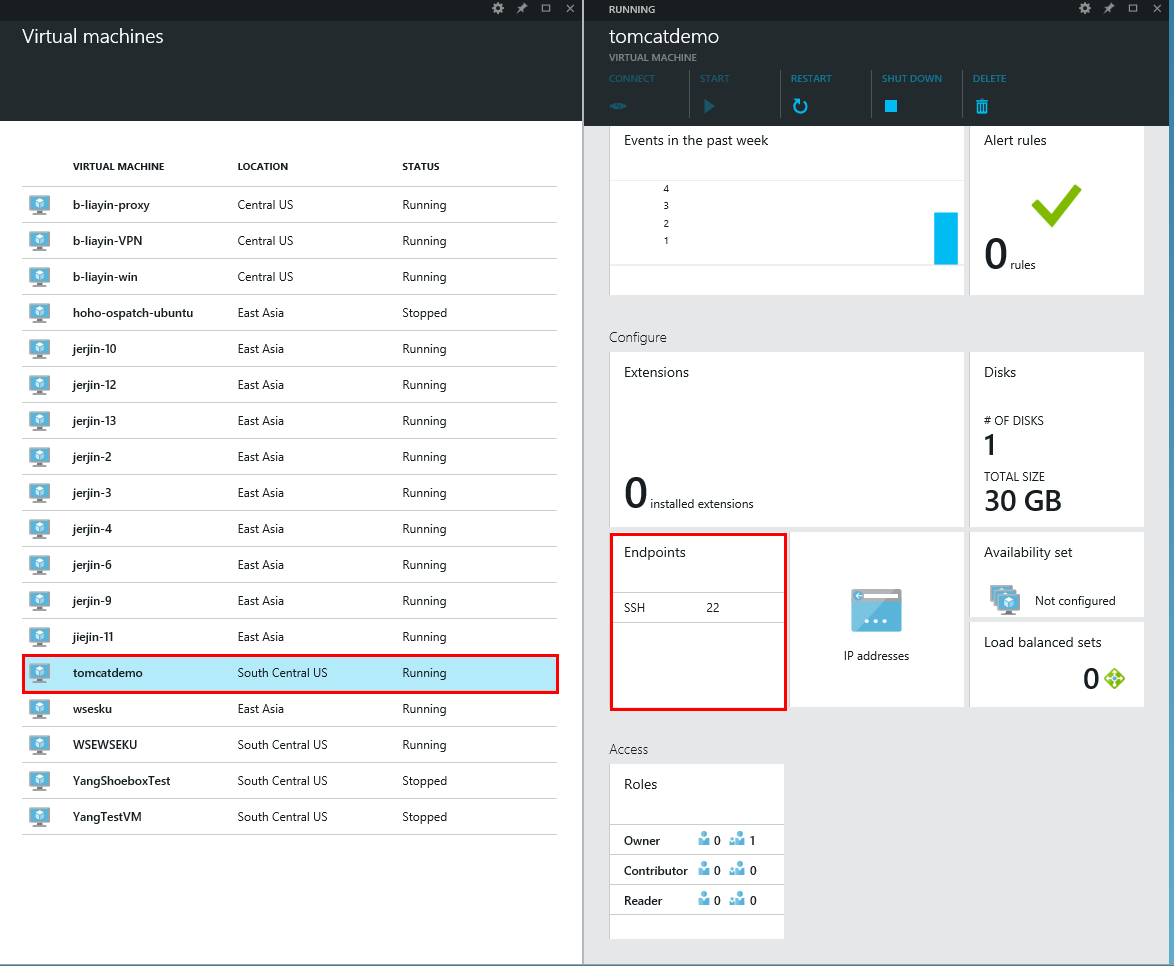 Virtual machines
VIRTUAL MACHINE LOCATION STATUS
b-liayin-proxy Central US Running
b-liayin-VPN Central US Running
b-liayin-win Central US Running
hoho-ospatch-ubuntu East Asia Stopped
jerjin-10 East Asia Running
jerjin-12 East Asia Running
jerjin-13 East Asia Running
jerjin-2 East Asia Running
jerjin-3 East Asia Running
jerjin-4 East Asia Running
jerjin-6 East Asia Running
jerjin-9 East Asia Running
jiejin-11 East Asia Running
tomcatdemo South Central US Running
wsesku East Asia Running
WSEWSEKU South Central US Running
YangShoeboxTest South Central US Stopped
YangTestVM South Central US Stopped
RUNNING
tomcatdemo
VIRTUAL MACHINE
CONNECT START RESTART SHUT DOWN DELETE
Events in the past week
4
3
2
1
Alert rules
0 rules
Configure
Extensions
0 installed extensions
Disks
# OF DISKS
1
TOTAL SIZE
30 GB
Endpoints
SSH 22
IP addresses
Availability set
Not configured
Load balanced sets
0
Access
Roles
Owner 0 1
Contributor 0 0
Reader 0 0